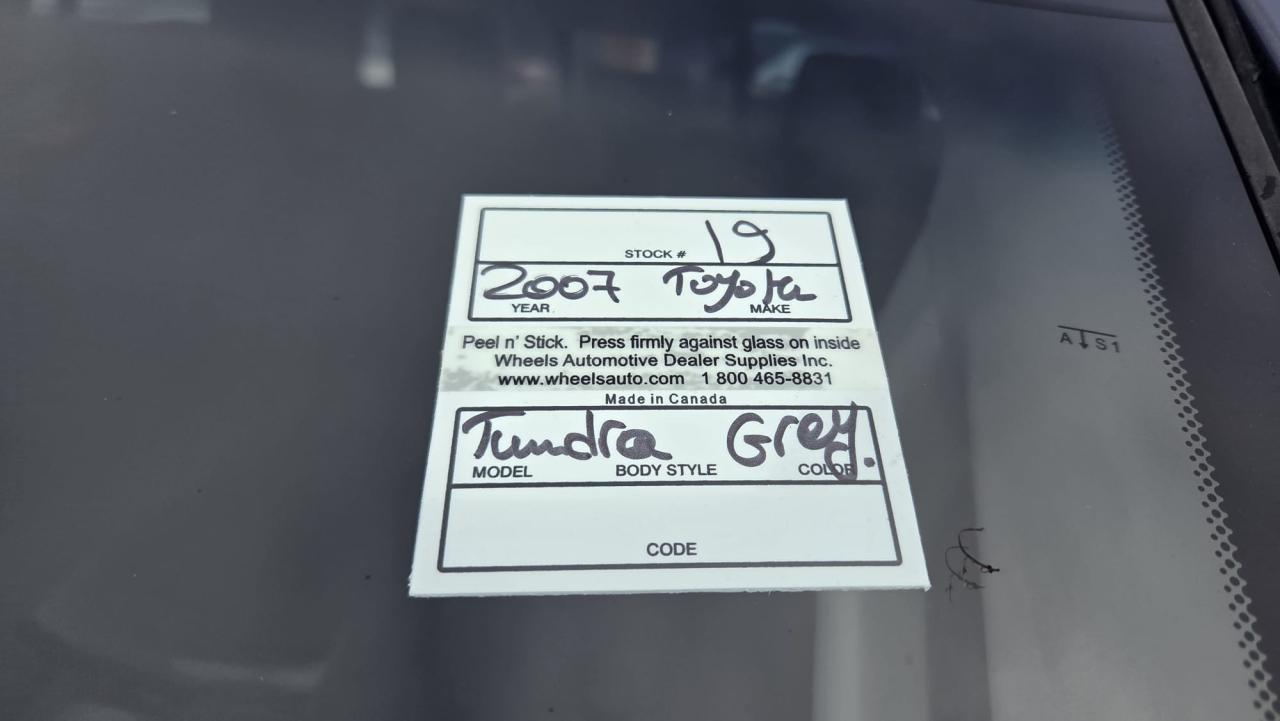 STOCK # 19
2007 Toyota
YEAR MAKE
Peel n' Stick. Press firmly against glass on inside
Wheels Automotive Dealer Supplies Inc.
www.wheelsauto.com 1 800 465-8831
Made in Canada
Tundra Grey.
MODEL BODY STYLE COLOR
CODE
A S1